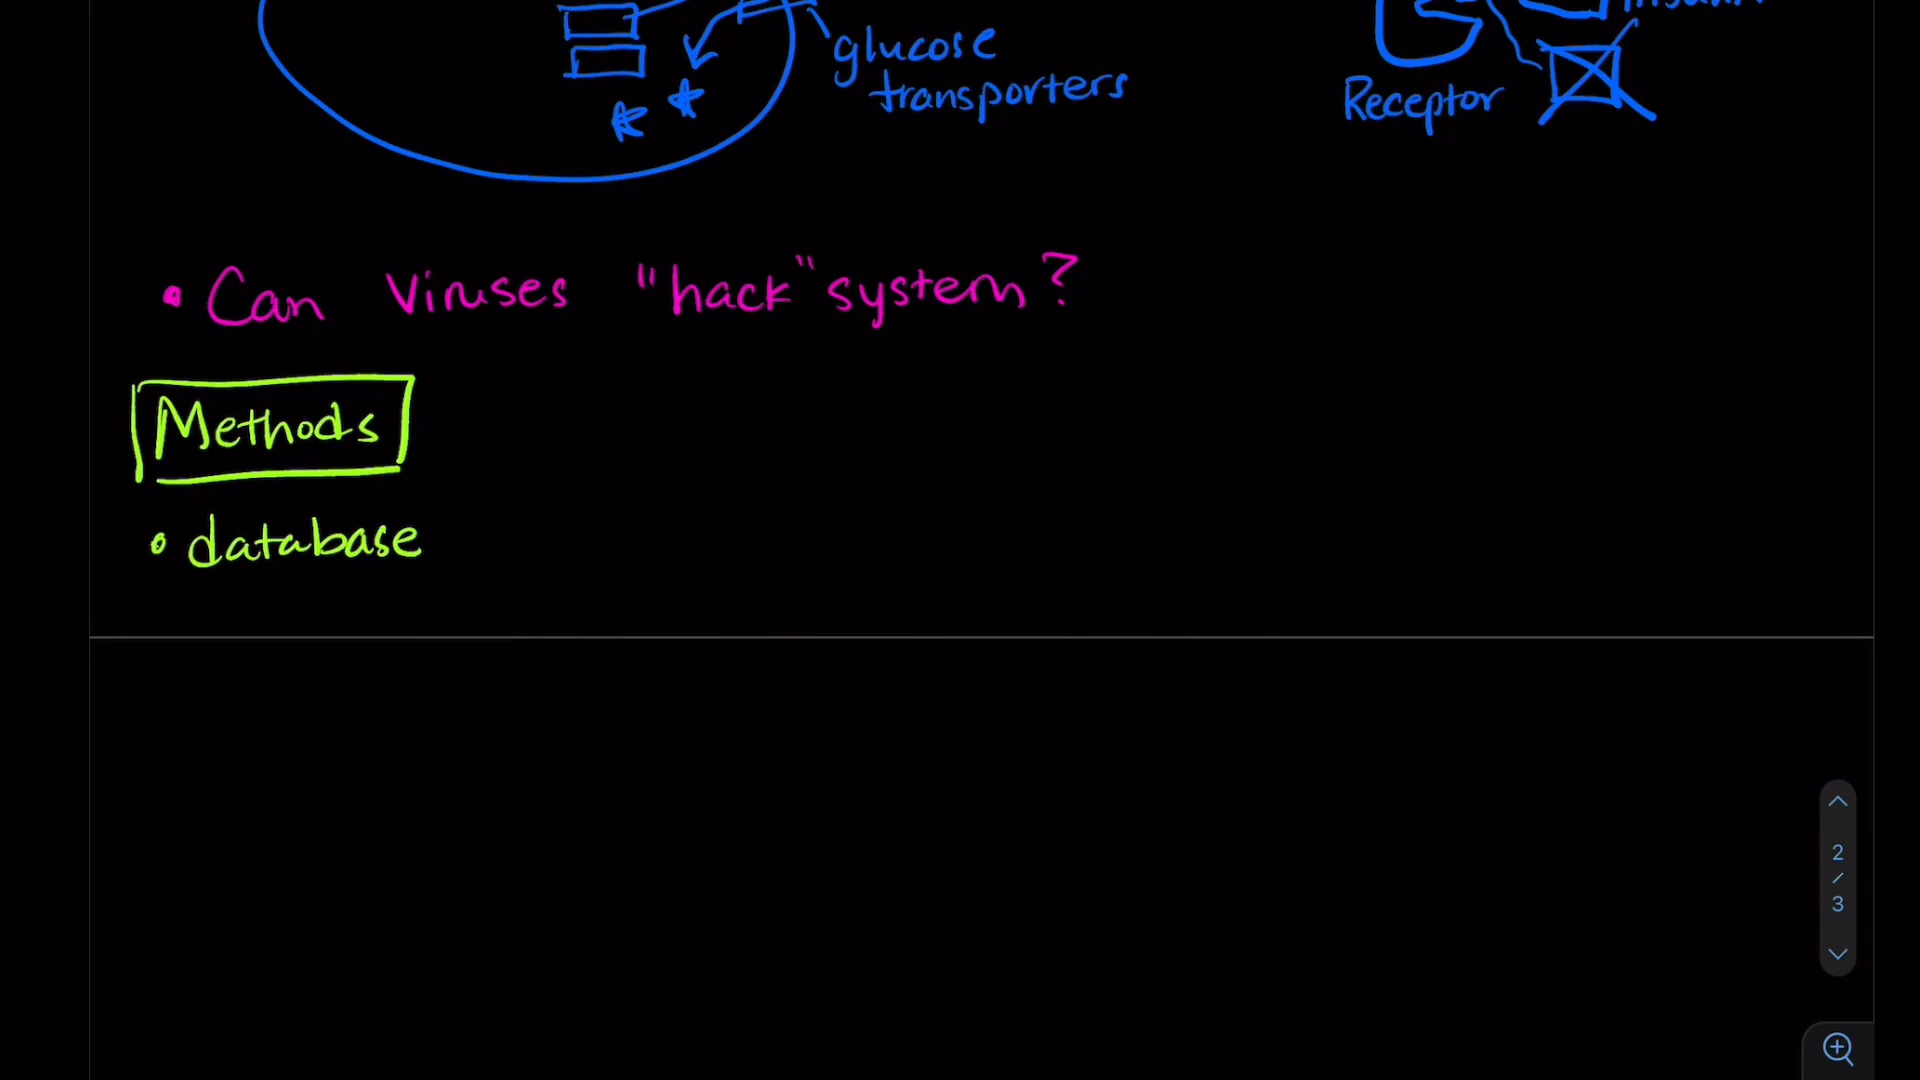 glucose
transporters
Receptor
• Can Viruses "hack" system?
Methods
• database
2
/
3